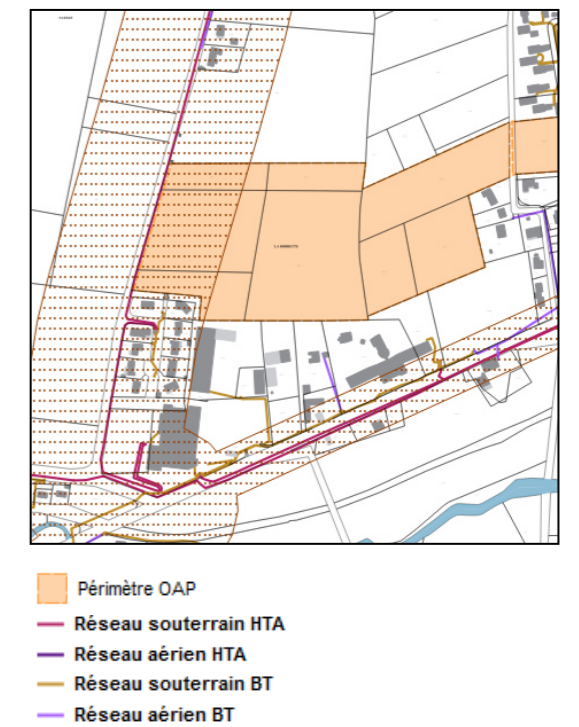 Périmètre OAP
Réseau souterrain HTA
Réseau aérien HTA
Réseau souterrain BT
Réseau aérien BT